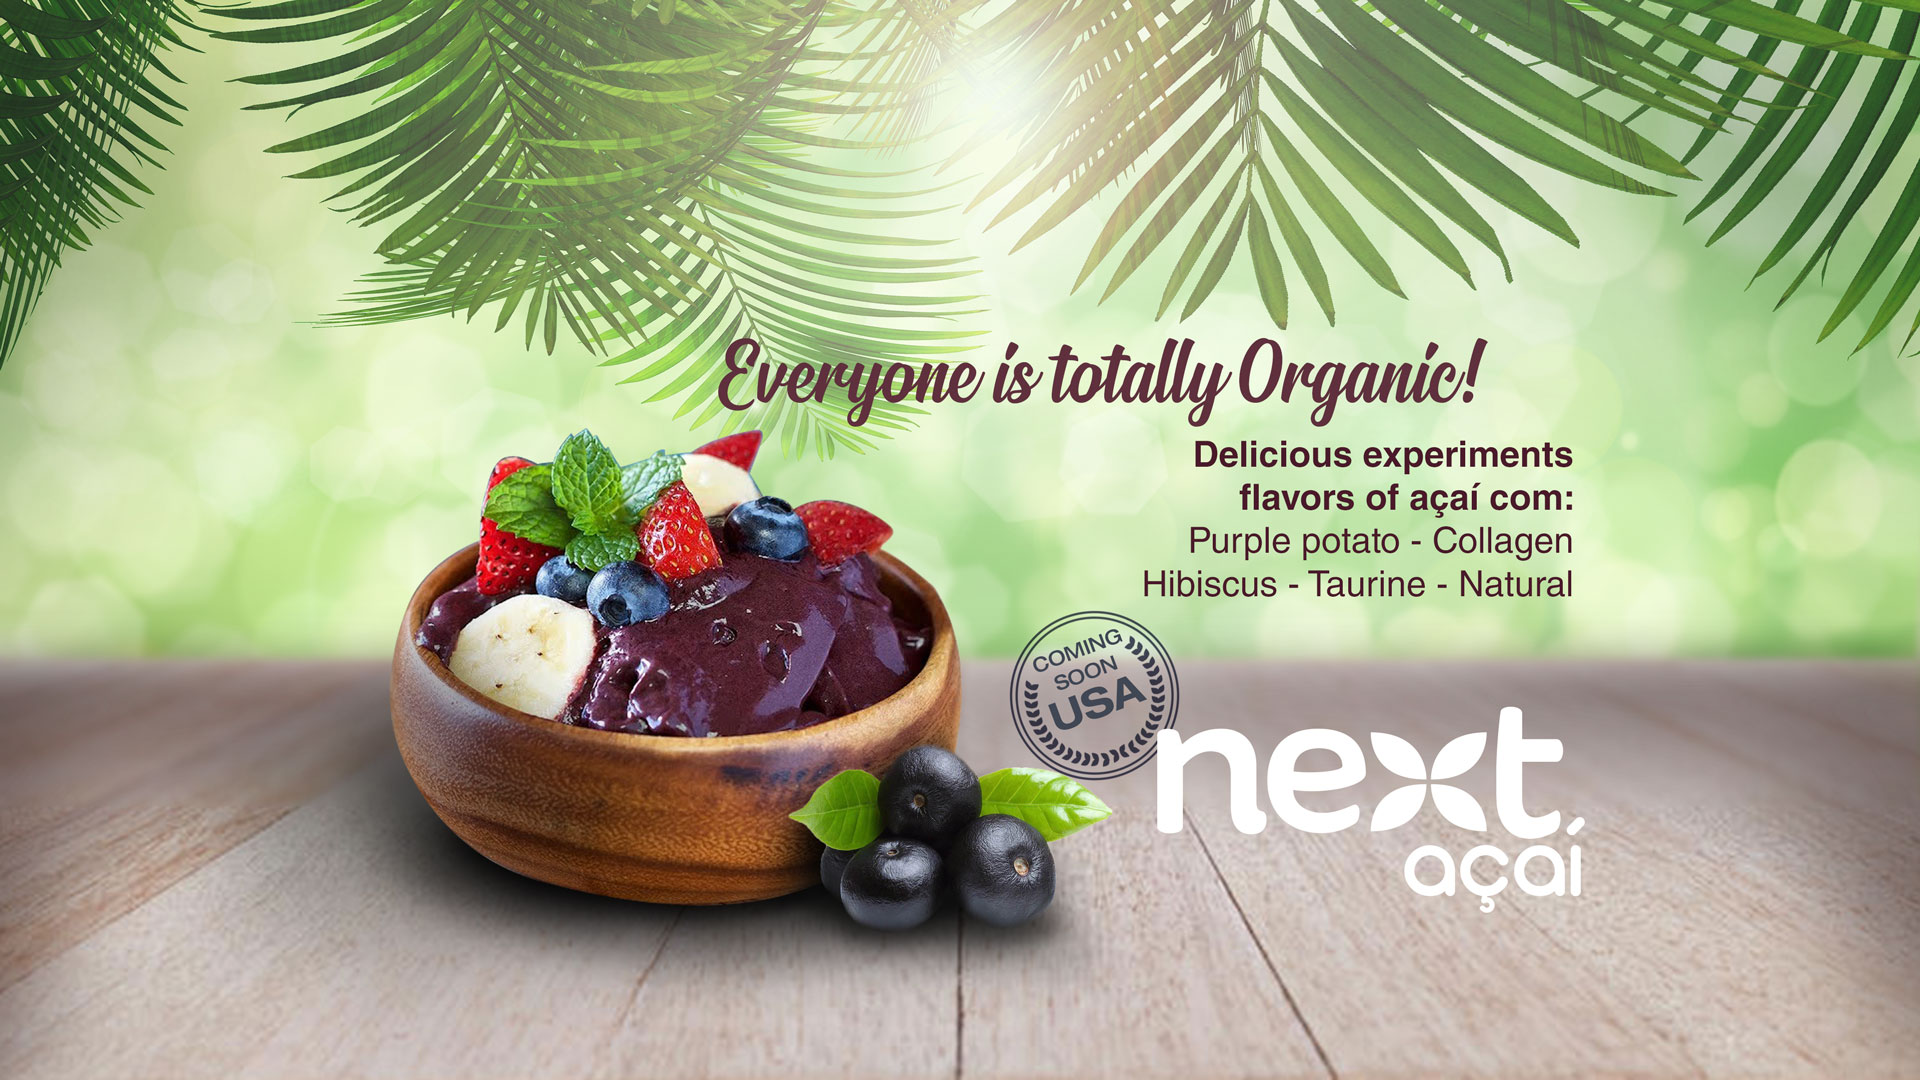 Everyone is totally Organic!
Delicious experiments
flavors of açaí com:
Purple potato - Collagen
Hibiscus - Taurine - Natural
COMING
SOON
USA
next
açaí